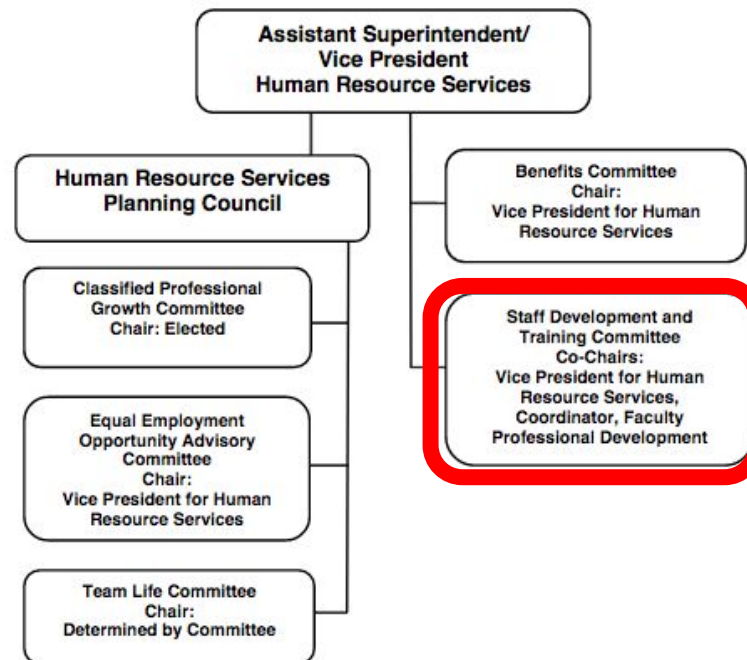 Assistant Superintendent/
Vice President
Human Resource Services
Human Resource Services
Planning Council
Classified Professional
Growth Committee
Chair: Elected
Equal Employment
Opportunity Advisory
Committee
Chair:
Vice President for Human
Resource Services
Team Life Committee
Chair:
Determined by Committee
Benefits Committee
Chair:
Vice President for Human
Resource Services
Staff Development and
Training Committee
Co-Chairs:
Vice President for Human
Resource Services,
Coordinator, Faculty
Professional Development